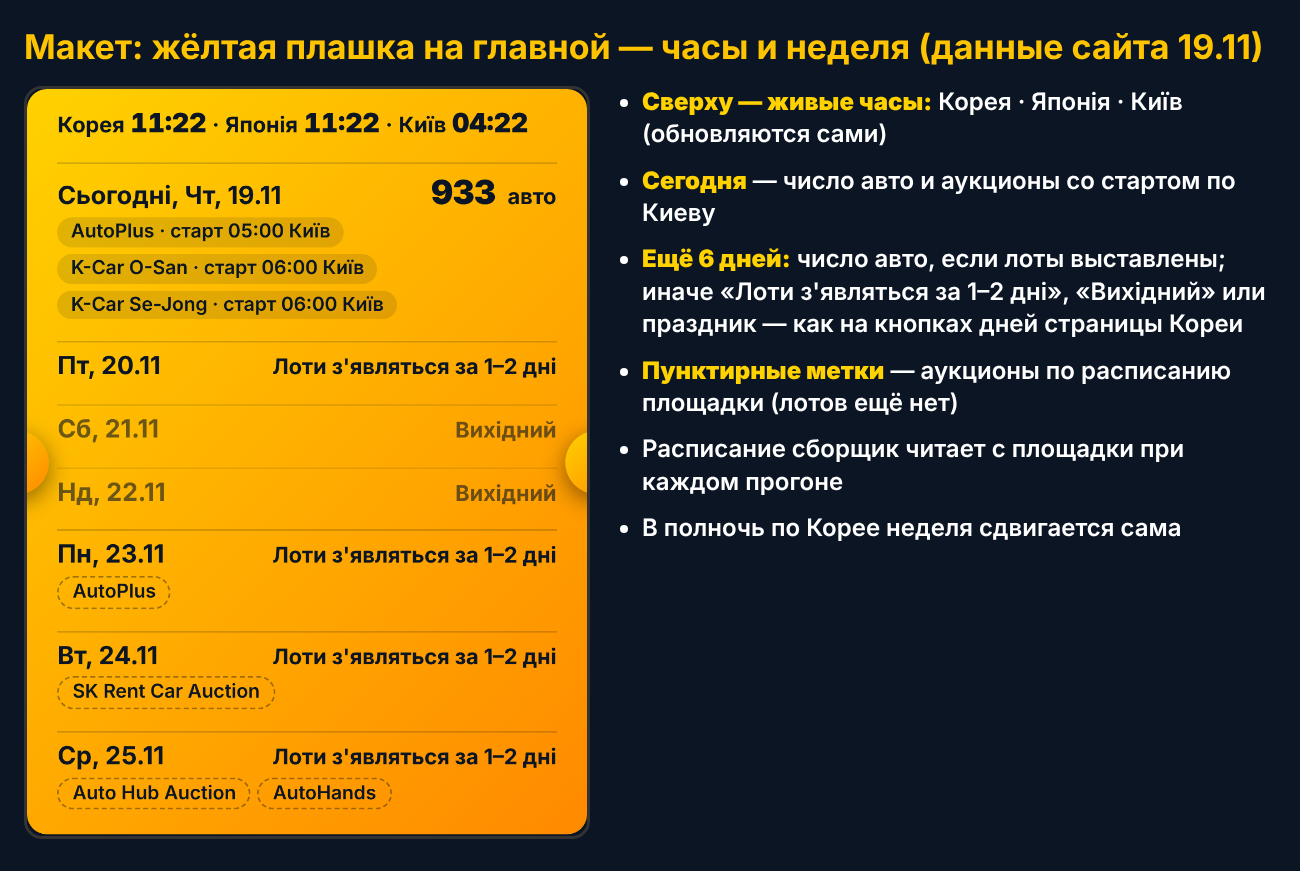 Макет: жёлтая плашка на главной — часы и неделя (данные сайта 19.11)
Корея 11:22 · Японія 11:22 · Київ 04:22
Сьогодні, Чт, 19.11 933 авто
AutoPlus · старт 05:00 Київ
K-Car O-San · старт 06:00 Київ
K-Car Se-Jong · старт 06:00 Київ
Пт, 20.11 Лоти з'являться за 1–2 дні
Сб, 21.11 Вихідний
Нд, 22.11 Вихідний
Пн, 23.11 Лоти з'являться за 1–2 дні
AutoPlus
Вт, 24.11 Лоти з'являться за 1–2 дні
SK Rent Car Auction
Ср, 25.11 Лоти з'являться за 1–2 дні
Auto Hub Auction AutoHands
• Сверху — живые часы: Корея · Японія · Київ
(обновляются сами)
• Сегодня — число авто и аукционы со стартом по
Киеву
• Ещё 6 дней: число авто, если лоты выставлены;
иначе «Лоти з'являться за 1–2 дні», «Вихідний» или
праздник — как на кнопках дней страницы Кореи
• Пунктирные метки — аукционы по расписанию
площадки (лотов ещё нет)
• Расписание сборщик читает с площадки при
каждом прогоне
• В полночь по Корее неделя сдвигается сама